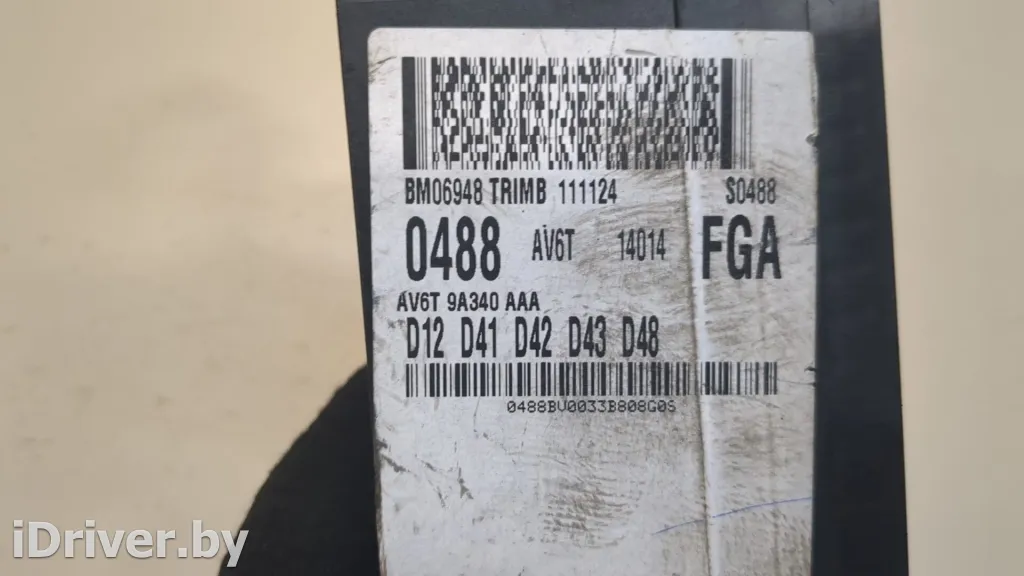 BM06948 TRIMB 111124 S0488
0488 AV6T 14014 FGA
AV6T 9A340 AAA
D12 D41 D42 D43 D48
0488BV0033B808G0S
iDriver.by